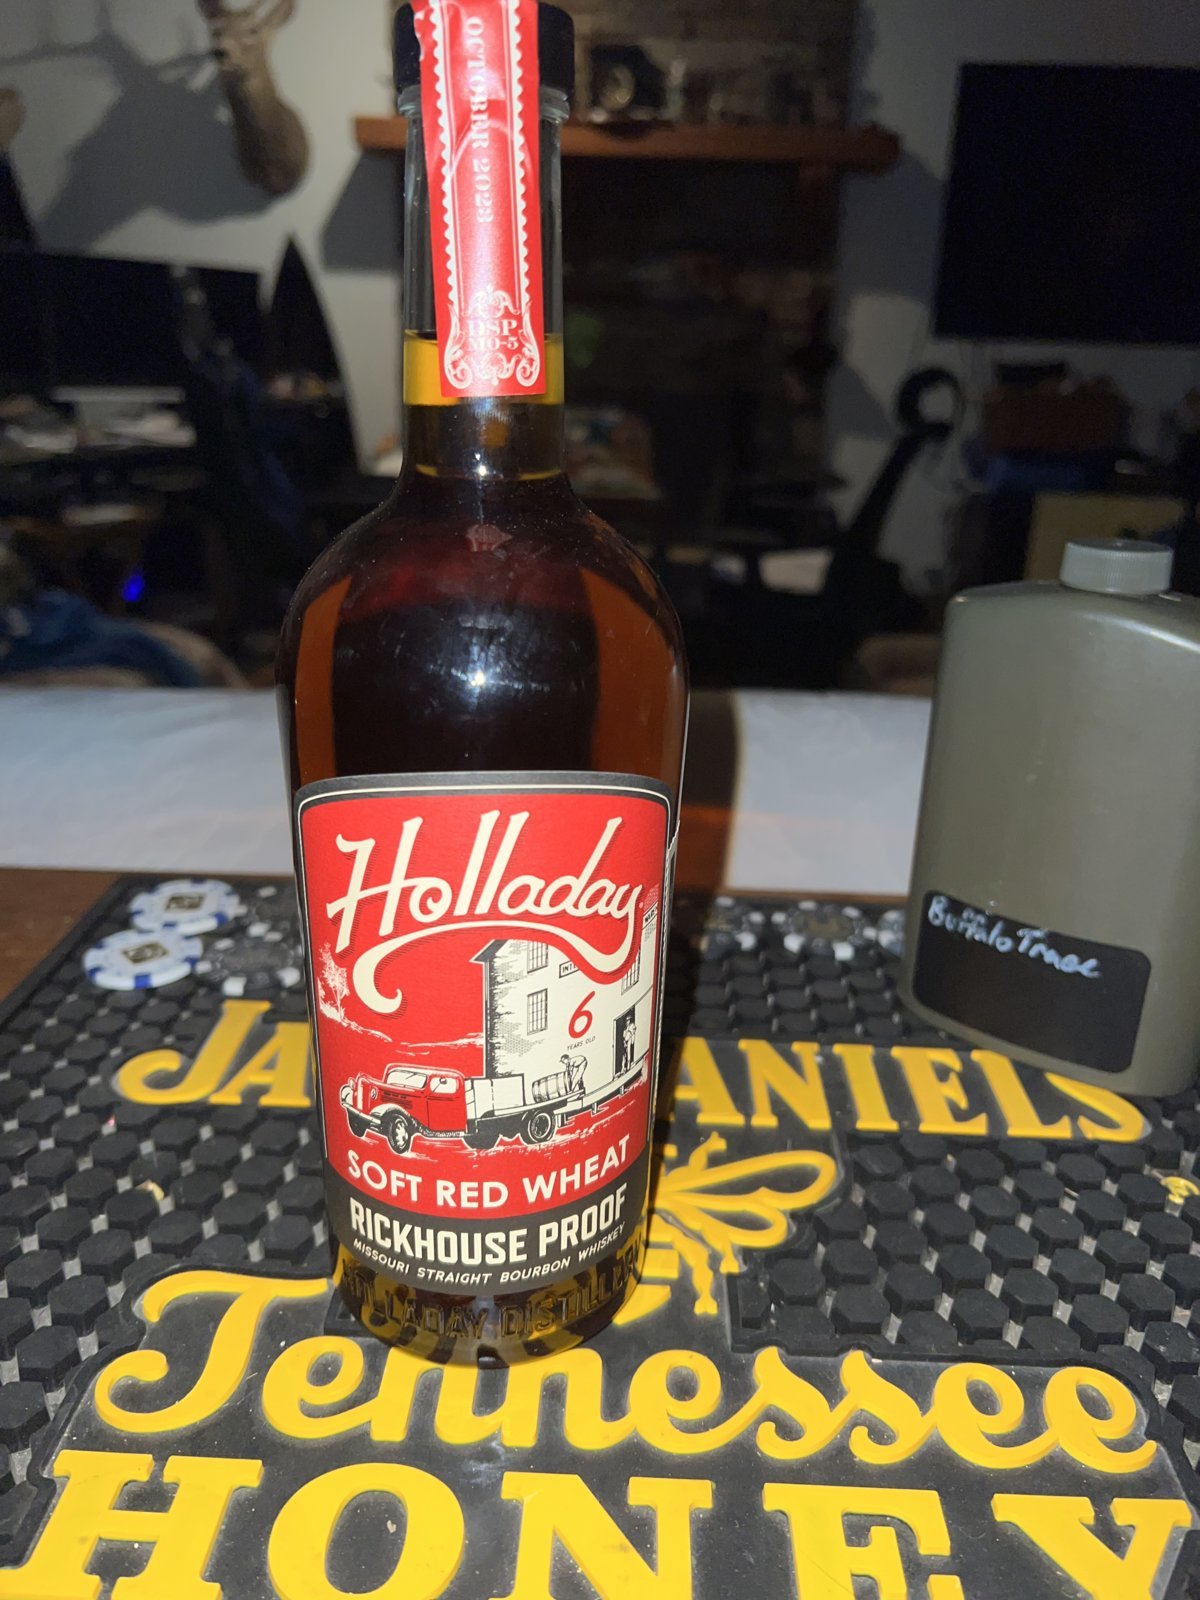 OCTOBER 2023
DSP
MO-5
Holladay
6
YEARS OLD
SOFT RED WHEAT
RICKHOUSE PROOF
MISSOURI STRAIGHT BOURBON WHISKEY
HOLLADAY DISTILLERY
Buffalo Trace
JA ANIELS
Tennessee
HONEY